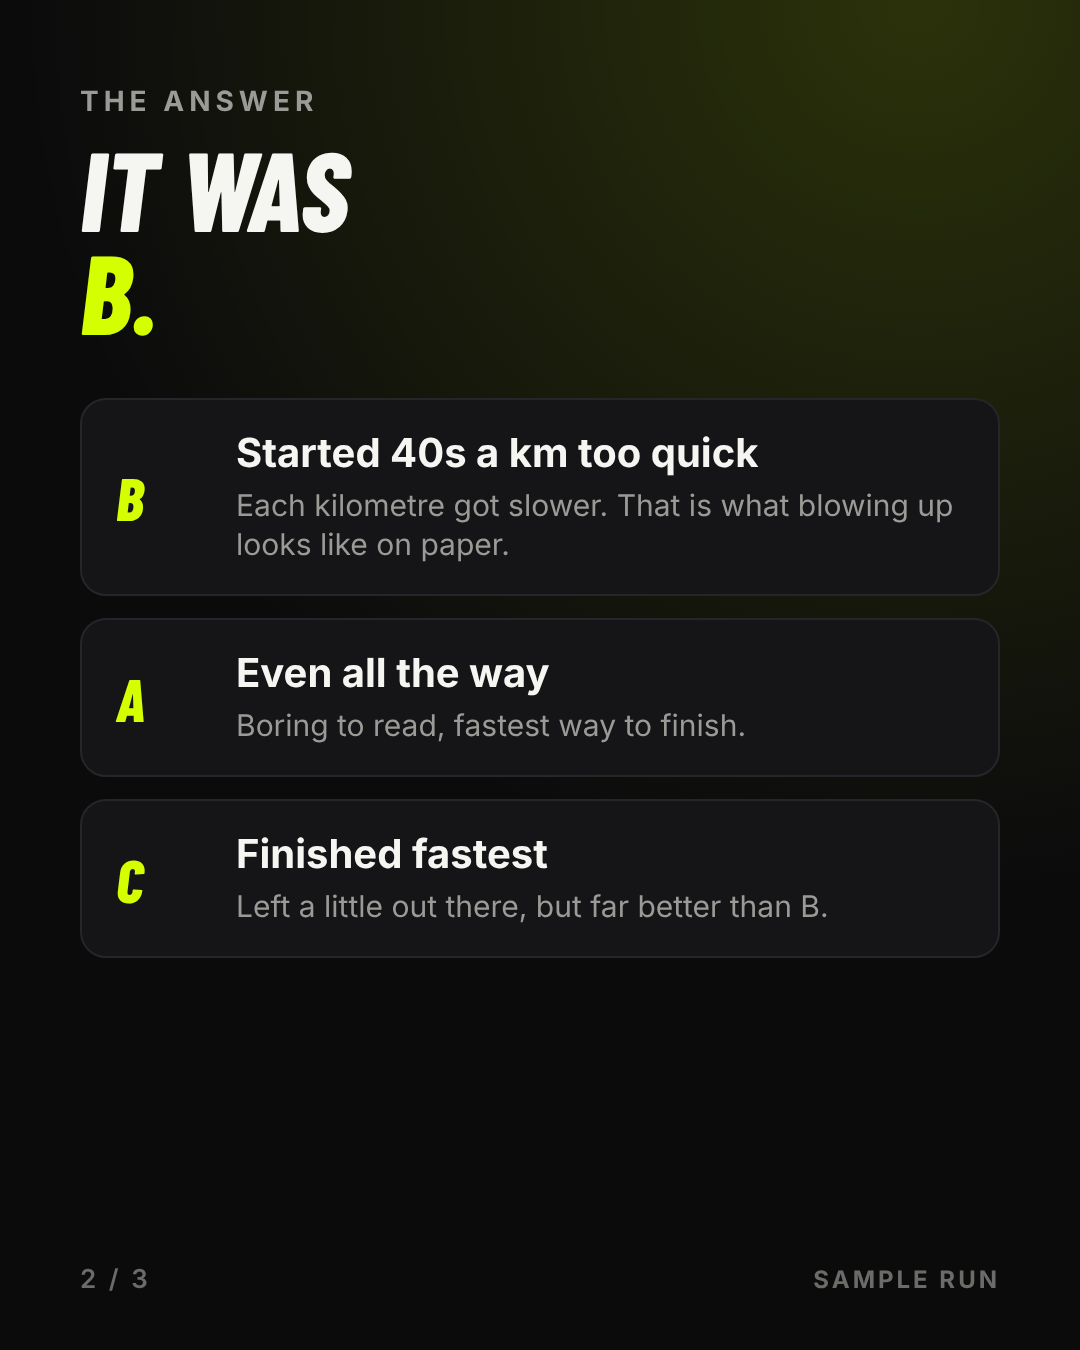 THE ANSWER
IT WAS
B.
B
Started 40s a km too quick
Each kilometre got slower. That is what blowing up
looks like on paper.
A
Even all the way
Boring to read, fastest way to finish.
C
Finished fastest
Left a little out there, but far better than B.
2 / 3
SAMPLE RUN